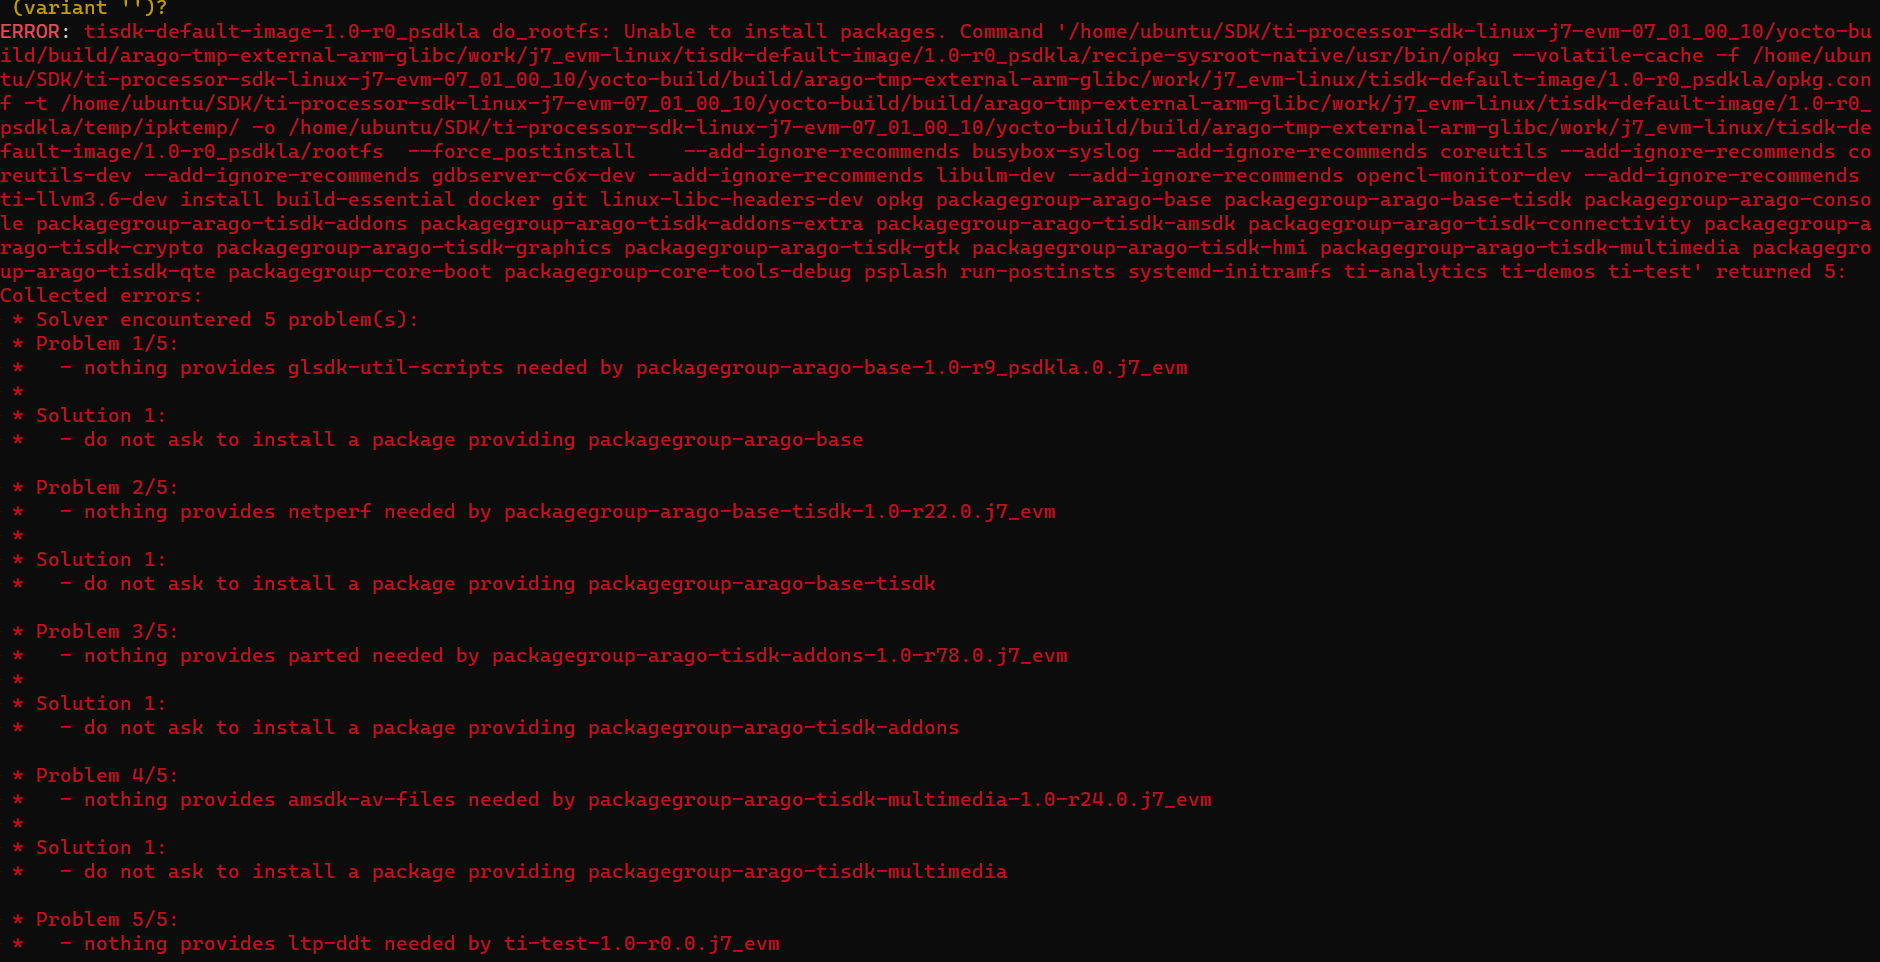 (variant '')?
ERROR: tisdk-default-image-1.0-r0_psdkla do_rootfs: Unable to install packages. Command '/home/ubuntu/SDK/ti-processor-sdk-linux-j7-evm-07_01_00_10/yocto-bu
ild/build/arago-tmp-external-arm-glibc/work/j7_evm-linux/tisdk-default-image/1.0-r0_psdkla/recipe-sysroot-native/usr/bin/opkg --volatile-cache -f /home/ubun
tu/SDK/ti-processor-sdk-linux-j7-evm-07_01_00_10/yocto-build/build/arago-tmp-external-arm-glibc/work/j7_evm-linux/tisdk-default-image/1.0-r0_psdkla/opkg.con
f -t /home/ubuntu/SDK/ti-processor-sdk-linux-j7-evm-07_01_00_10/yocto-build/build/arago-tmp-external-arm-glibc/work/j7_evm-linux/tisdk-default-image/1.0-r0_
psdkla/temp/ipktemp/ -o /home/ubuntu/SDK/ti-processor-sdk-linux-j7-evm-07_01_00_10/yocto-build/build/arago-tmp-external-arm-glibc/work/j7_evm-linux/tisdk-de
fault-image/1.0-r0_psdkla/rootfs  --force_postinstall    --add-ignore-recommends busybox-syslog --add-ignore-recommends coreutils --add-ignore-recommends co
reutils-dev --add-ignore-recommends gdbserver-c6x-dev --add-ignore-recommends libulm-dev --add-ignore-recommends opencl-monitor-dev --add-ignore-recommends
ti-llvm3.6-dev install build-essential docker git linux-libc-headers-dev opkg packagegroup-arago-base packagegroup-arago-base-tisdk packagegroup-arago-conso
le packagegroup-arago-tisdk-addons packagegroup-arago-tisdk-addons-extra packagegroup-arago-tisdk-amsdk packagegroup-arago-tisdk-connectivity packagegroup-a
rago-tisdk-crypto packagegroup-arago-tisdk-graphics packagegroup-arago-tisdk-gtk packagegroup-arago-tisdk-hmi packagegroup-arago-tisdk-multimedia packagegro
up-arago-tisdk-qte packagegroup-core-boot packagegroup-core-tools-debug psplash run-postinsts systemd-initramfs ti-analytics ti-demos ti-test' returned 5:
Collected errors:
 * Solver encountered 5 problem(s):
 * Problem 1/5:
 *   - nothing provides glsdk-util-scripts needed by packagegroup-arago-base-1.0-r9_psdkla.0.j7_evm
 *
 * Solution 1:
 *   - do not ask to install a package providing packagegroup-arago-base

 * Problem 2/5:
 *   - nothing provides netperf needed by packagegroup-arago-base-tisdk-1.0-r22.0.j7_evm
 *
 * Solution 1:
 *   - do not ask to install a package providing packagegroup-arago-base-tisdk

 * Problem 3/5:
 *   - nothing provides parted needed by packagegroup-arago-tisdk-addons-1.0-r78.0.j7_evm
 *
 * Solution 1:
 *   - do not ask to install a package providing packagegroup-arago-tisdk-addons

 * Problem 4/5:
 *   - nothing provides amsdk-av-files needed by packagegroup-arago-tisdk-multimedia-1.0-r24.0.j7_evm
 *
 * Solution 1:
 *   - do not ask to install a package providing packagegroup-arago-tisdk-multimedia

 * Problem 5/5:
 *   - nothing provides ltp-ddt needed by ti-test-1.0-r0.0.j7_evm